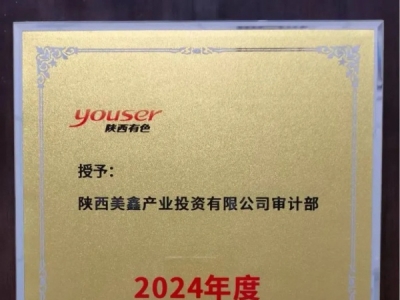 youser
陕西有色
授予：
陕西美鑫产业投资有限公司审计部
2024年度